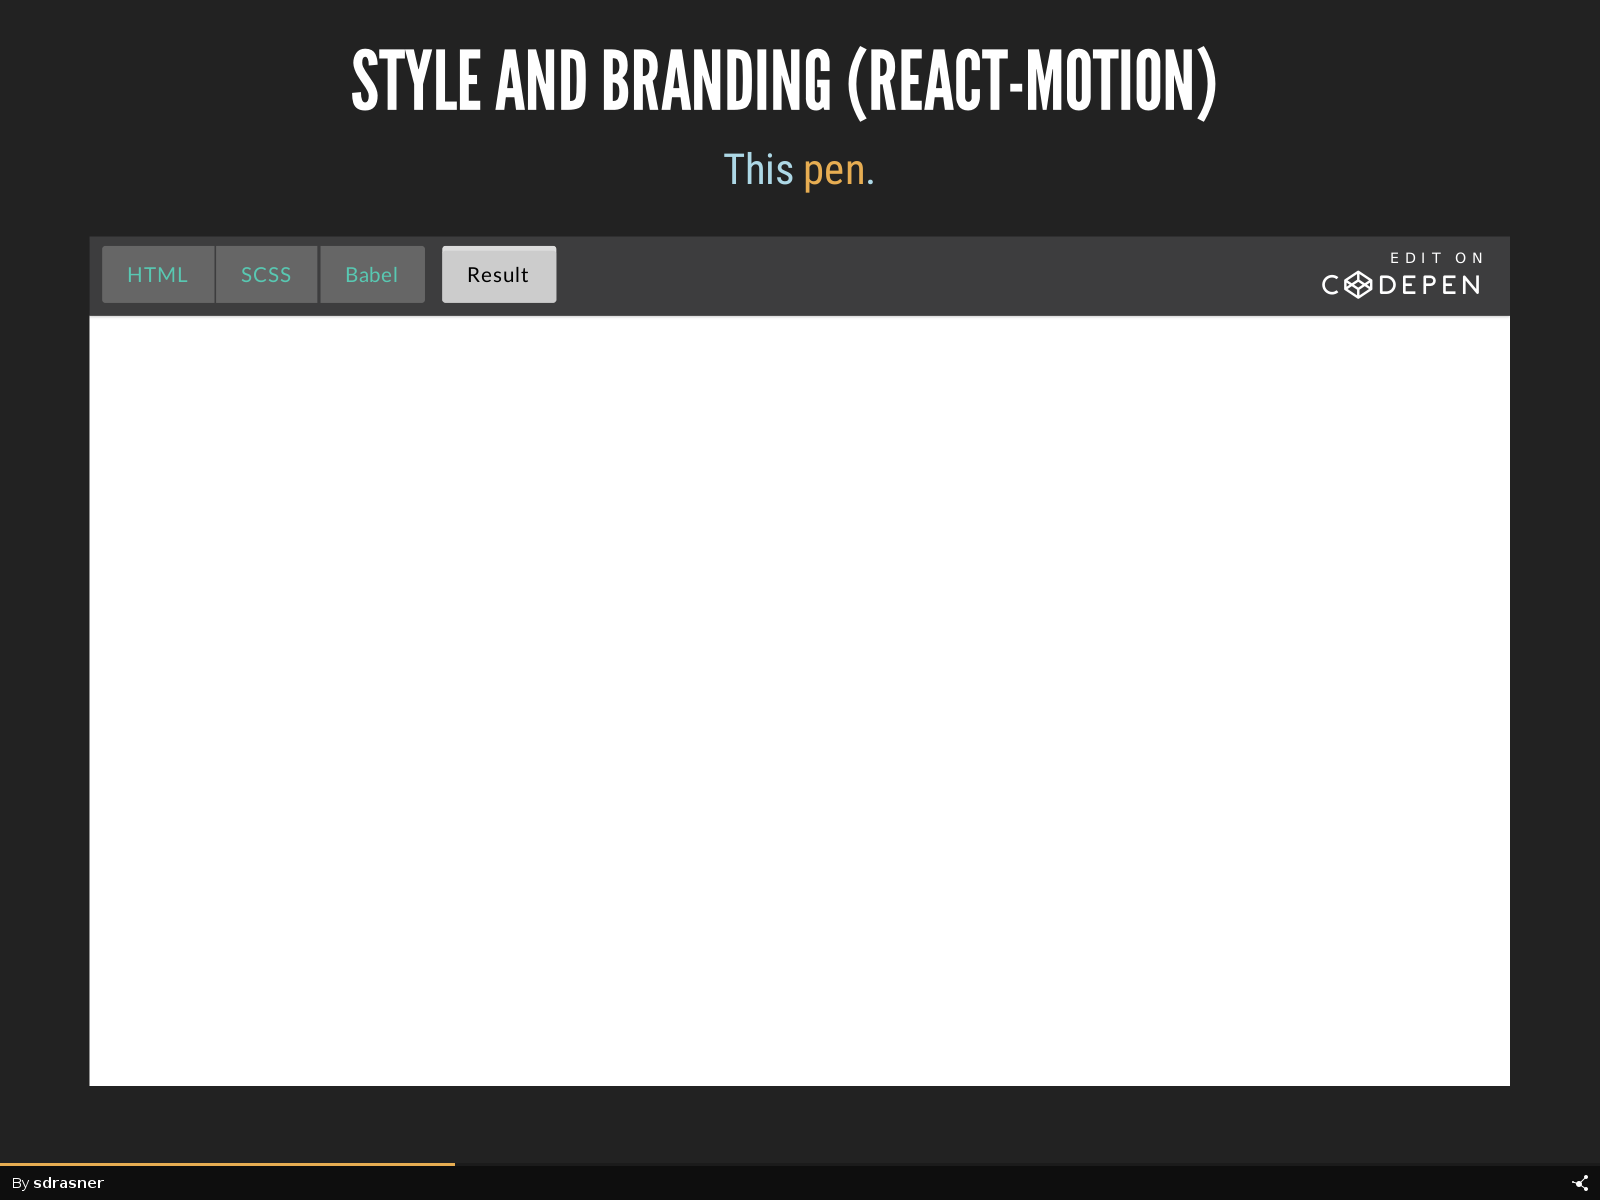 STYLE AND BRANDING (REACT-MOTION)
This pen.
HTML SCSS Babel Result
EDIT ON
CODEPEN
By sdrasner